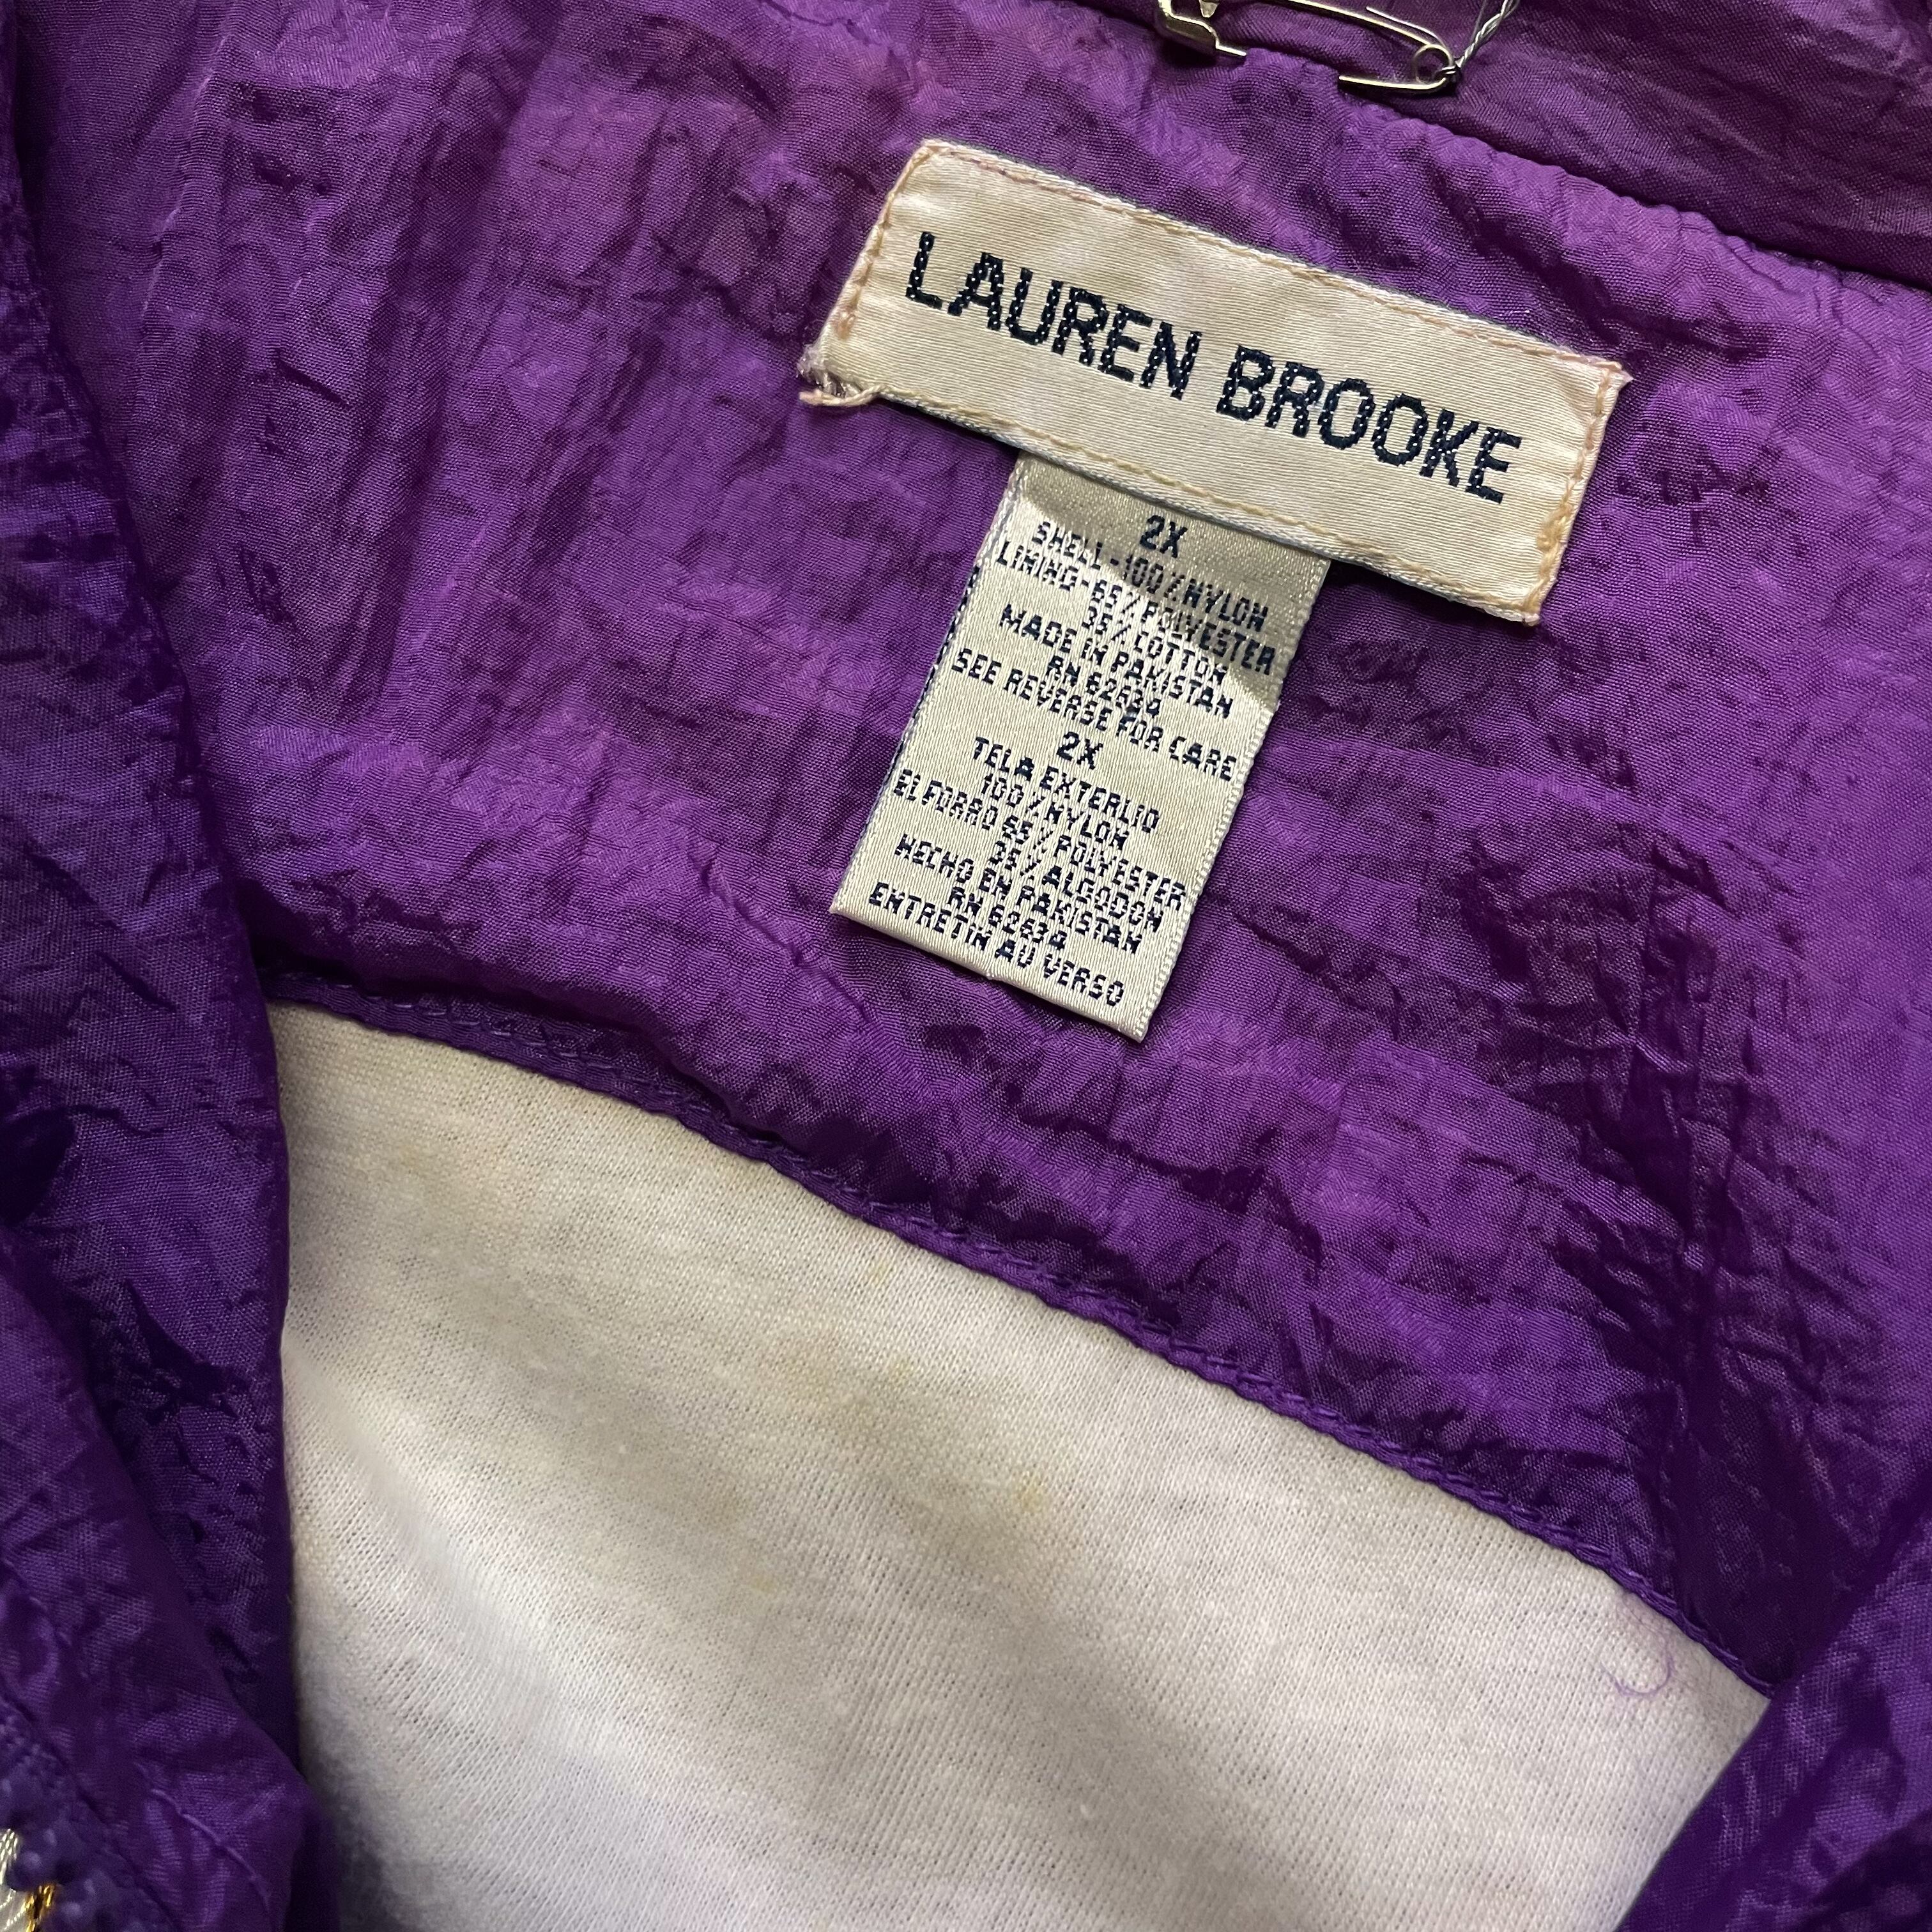 LAUREN BROOKE
2X
SHELL-100%NYLON
LINING-65%POLYESTER
35%COTTON
MADE IN PAKISTAN
RN 62634
SEE REVERSE FOR CARE
2X
TELA EXTERLIO
100%NYLON
EL FORRO 65%POLYESTER
35%ALGODON
HECHO EN PAKISTAN
RN 62634
ENTRETIN AU VERSO